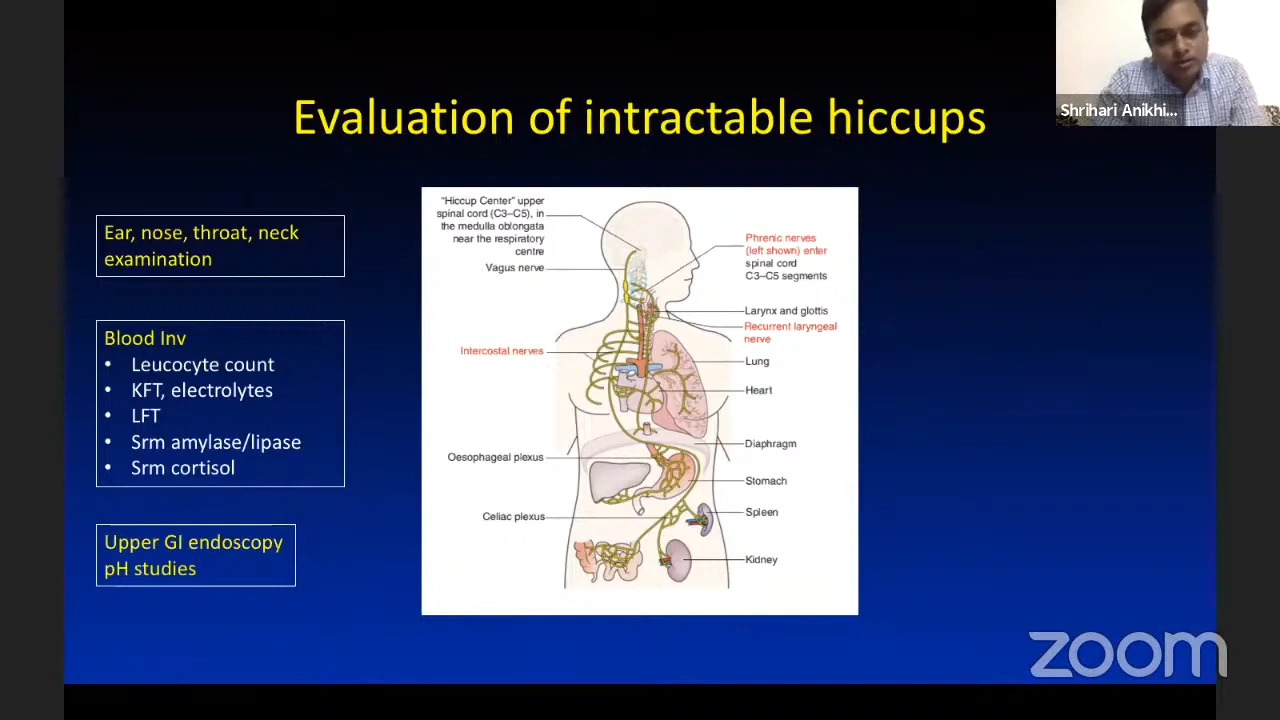 Evaluation of intractable hiccups
Shrihari Anikhi...
Ear, nose, throat, neck
examination
Blood Inv
• Leucocyte count
• KFT, electrolytes
• LFT
• Srm amylase/lipase
• Srm cortisol
Upper GI endoscopy
pH studies
"Hiccup Center" upper
spinal cord (C3–C5), in
the medulla oblongata
near the respiratory
centre
Vagus nerve
Intercostal nerves
Oesophageal plexus
Celiac plexus
Phrenic nerves
(left shown) enter
spinal cord
C3–C5 segments
Larynx and glottis
Recurrent laryngeal
nerve
Lung
Heart
Diaphragm
Stomach
Spleen
Kidney
zoom